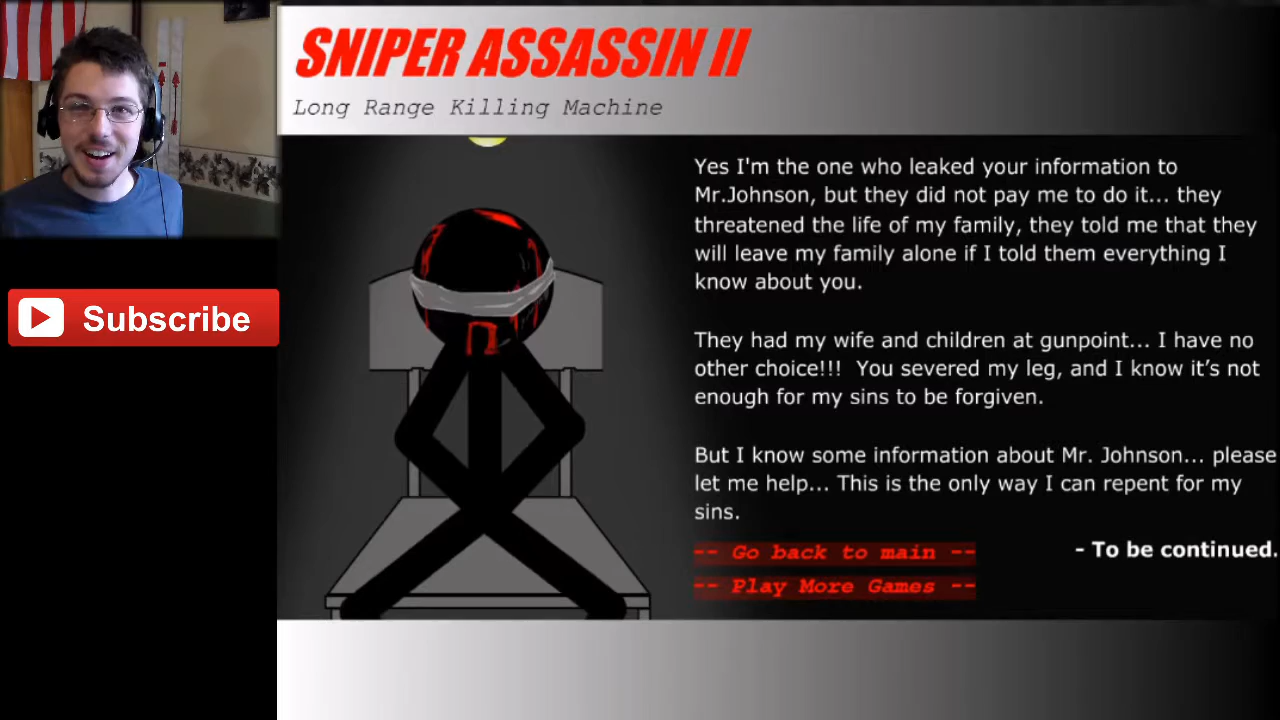 SNIPER ASSASSIN II
Long Range Killing Machine
Yes I'm the one who leaked your information to
Mr.Johnson, but they did not pay me to do it... they
threatened the life of my family, they told me that they
will leave my family alone if I told them everything I
know about you.
They had my wife and children at gunpoint... I have no
other choice!!! You severed my leg, and I know it's not
enough for my sins to be forgiven.
But I know some information about Mr. Johnson... please
let me help... This is the only way I can repent for my
sins.
- To be continued.
-- Go back to main --
-- Play More Games --
Subscribe